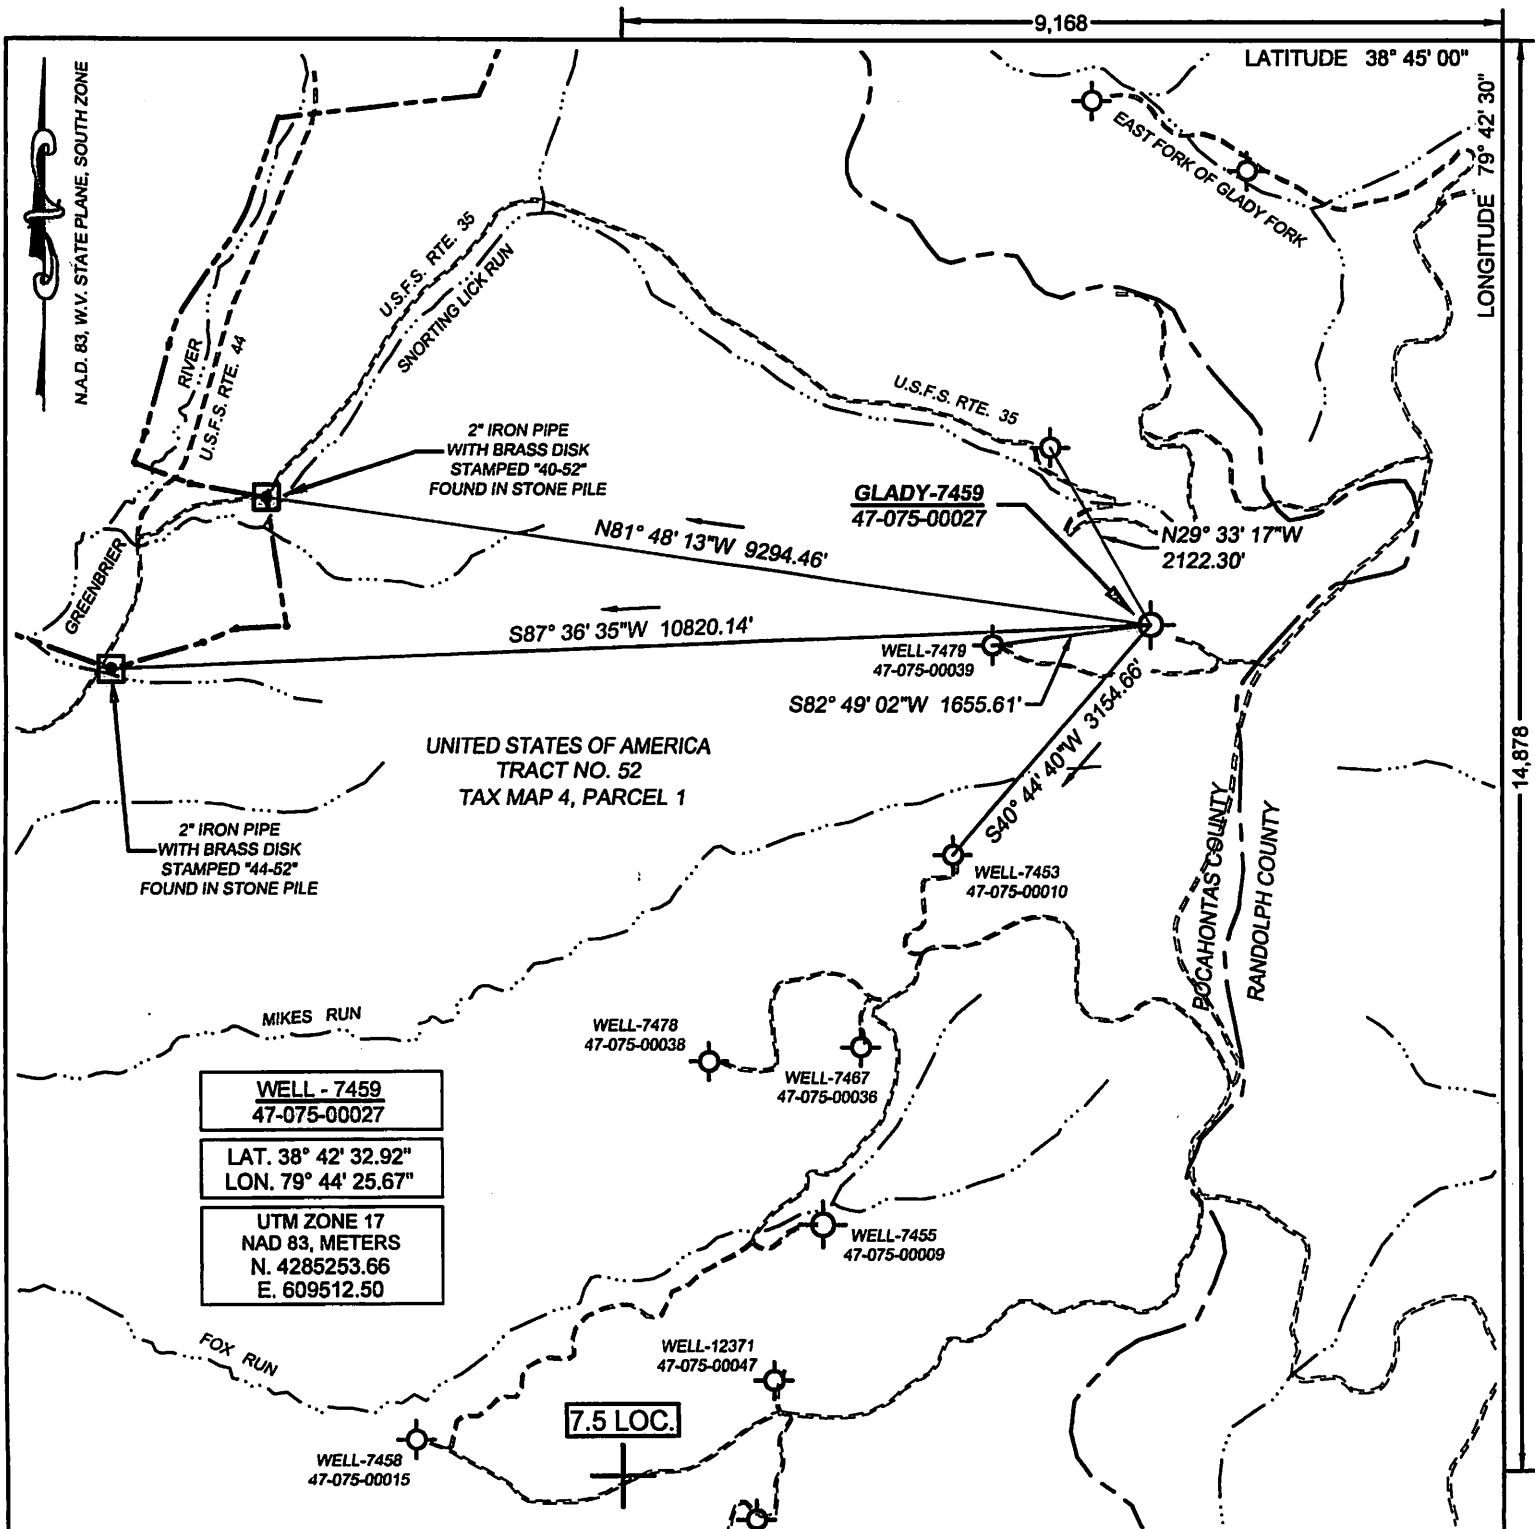 9,168
LATITUDE 38° 45' 00"
LONGITUDE 79° 42' 30"
14,878
N.A.D. 83, W.V. STATE PLANE, SOUTH ZONE
EAST FORK OF GLADY FORK
U.S.F.S. RTE. 35
SNORTING LICK RUN
RIVER
U.S.F.S. RTE. 44
U.S.F.S. RTE. 35
2" IRON PIPE
WITH BRASS DISK
STAMPED "40-52"
FOUND IN STONE PILE
GLADY-7459
47-075-00027
N29° 33' 17"W
2122.30'
N81° 48' 13"W 9294.46'
GREENBRIER
S87° 36' 35"W 10820.14'
WELL-7479
47-075-00039
S82° 49' 02"W 1655.61'
S40° 44' 40"W 3154.66'
UNITED STATES OF AMERICA
TRACT NO. 52
TAX MAP 4, PARCEL 1
2" IRON PIPE
WITH BRASS DISK
STAMPED "44-52"
FOUND IN STONE PILE
WELL-7453
47-075-00010
POCAHONTAS COUNTY
RANDOLPH COUNTY
MIKES RUN
WELL-7478
47-075-00038
WELL-7467
47-075-00036
WELL - 7459
47-075-00027
LAT. 38° 42' 32.92"
LON. 79° 44' 25.67"
UTM ZONE 17
NAD 83, METERS
N. 4285253.66
E. 609512.50
WELL-7455
47-075-00009
FOX RUN
WELL-12371
47-075-00047
7.5 LOC.
WELL-7458
47-075-00015